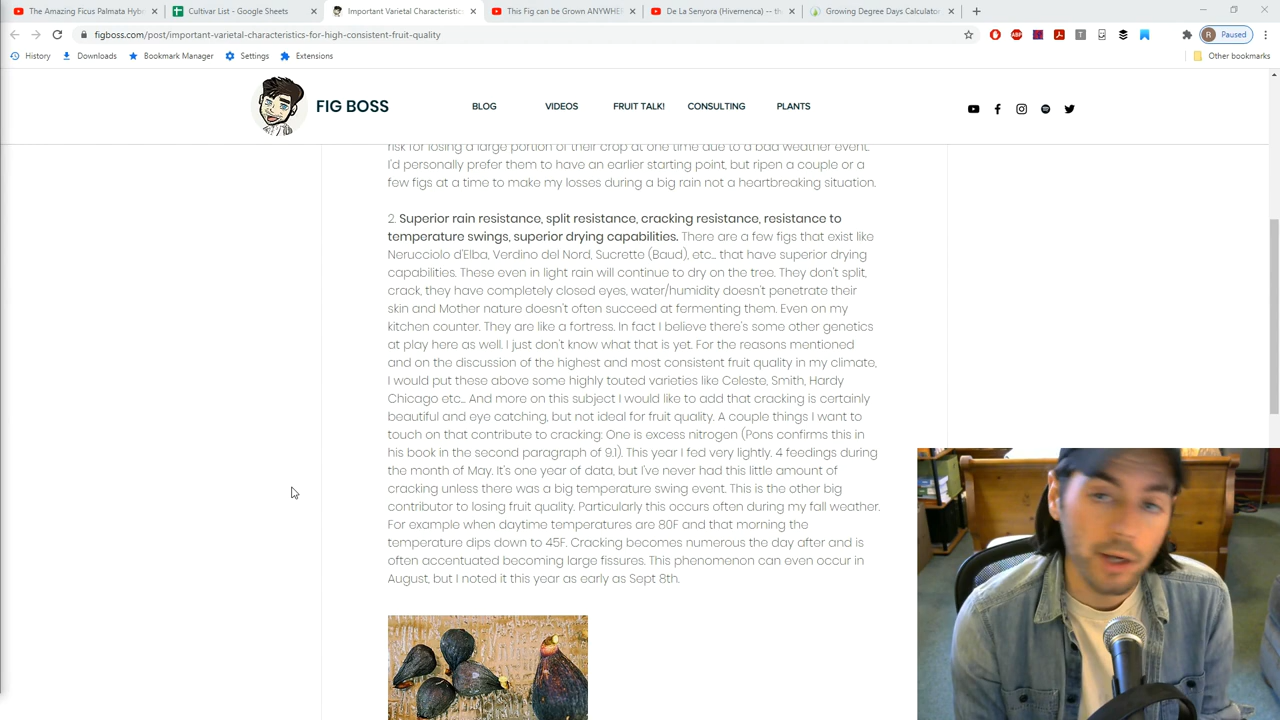 The Amazing Ficus Palmata Hyb
Cultivar List - Google Sheets
Important Varietal Characteristics
This Fig can be Grown ANYWHER
De La Senyora (Hivernenca) -- th
Growing Degree Days Calculator
figboss.com/post/important-varietal-characteristics-for-high-consistent-fruit-quality
ABP
T
R Paused
History Downloads Bookmark Manager Settings Extensions Other bookmarks
FIG BOSS BLOG VIDEOS FRUIT TALK! CONSULTING PLANTS
risk for losing a large portion of their crop at one time due to a bad weather event.
I'd personally prefer them to have an earlier starting point, but ripen a couple or a
few figs at a time to make my losses during a big rain not a heartbreaking situation.
2. Superior rain resistance, split resistance, cracking resistance, resistance to
temperature swings, superior drying capabilities. There are a few figs that exist like
Nerucciolo d'Elba, Verdino del Nord, Sucrette (Baud), etc... that have superior drying
capabilities. These even in light rain will continue to dry on the tree. They don't split,
crack, they have completely closed eyes, water/humidity doesn't penetrate their
skin and Mother nature doesn't often succeed at fermenting them. Even on my
kitchen counter. They are like a fortress. In fact I believe there's some other genetics
at play here as well. I just don't know what that is yet. For the reasons mentioned
and on the discussion of the highest and most consistent fruit quality in my climate,
I would put these above some highly touted varieties like Celeste, Smith, Hardy
Chicago etc... And more on this subject I would like to add that cracking is certainly
beautiful and eye catching, but not ideal for fruit quality. A couple things I want to
touch on that contribute to cracking: One is excess nitrogen (Pons confirms this in
his book in the second paragraph of 9.1). This year I fed very lightly. 4 feedings during
the month of May. It's one year of data, but I've never had this little amount of
cracking unless there was a big temperature swing event. This is the other big
contributor to losing fruit quality. Particularly this occurs often during my fall weather.
For example when daytime temperatures are 80F and that morning the
temperature dips down to 45F. Cracking becomes numerous the day after and is
often accentuated becoming large fissures. This phenomenon can even occur in
August, but I noted it this year as early as Sept 8th.